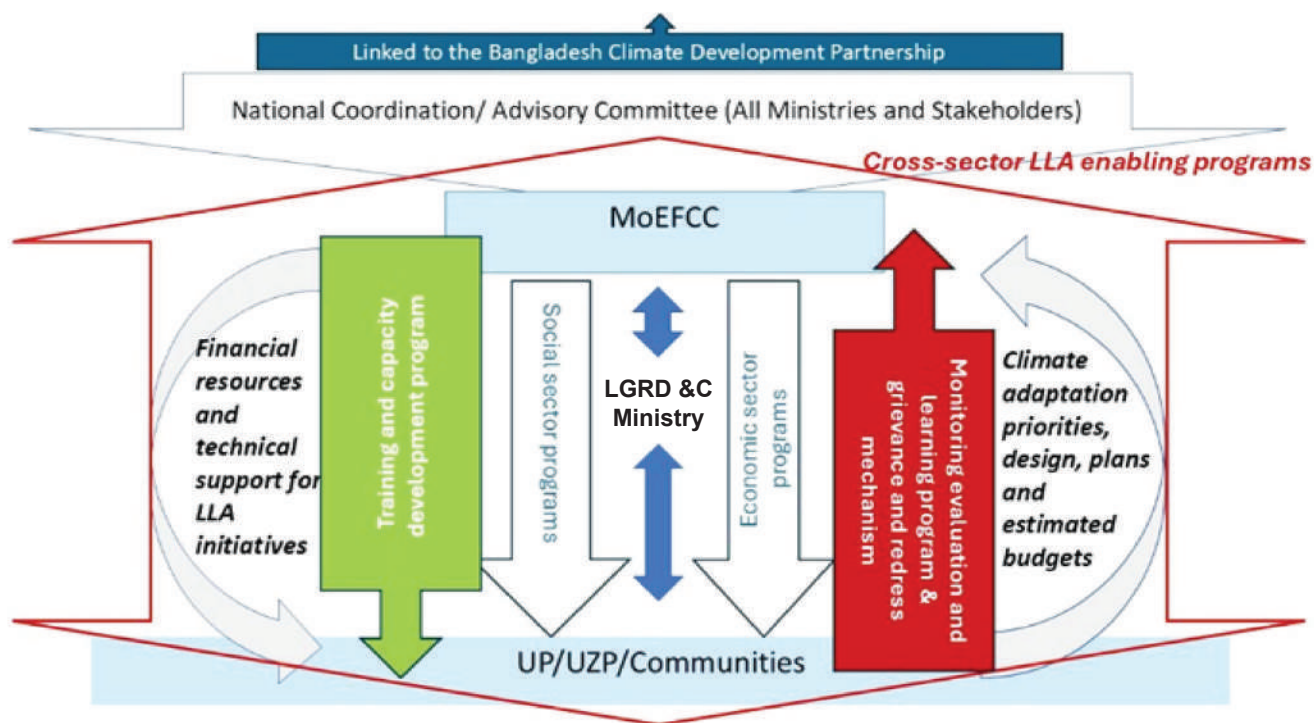 Linked to the Bangladesh Climate Development Partnership
National Coordination/ Advisory Committee (All Ministries and Stakeholders)
Cross-sector LLA enabling programs
MoEFCC
Financial
resources
and
technical
support for
LLA
initiatives
Training and capacity
development program
Social sector programs
LGRD &C
Ministry
Economic sector
programs
Monitoring evaluation and
learning program &
grievance and redress
mechanism
Climate
adaptation
priorities,
design, plans
and
estimated
budgets
UP/UZP/Communities